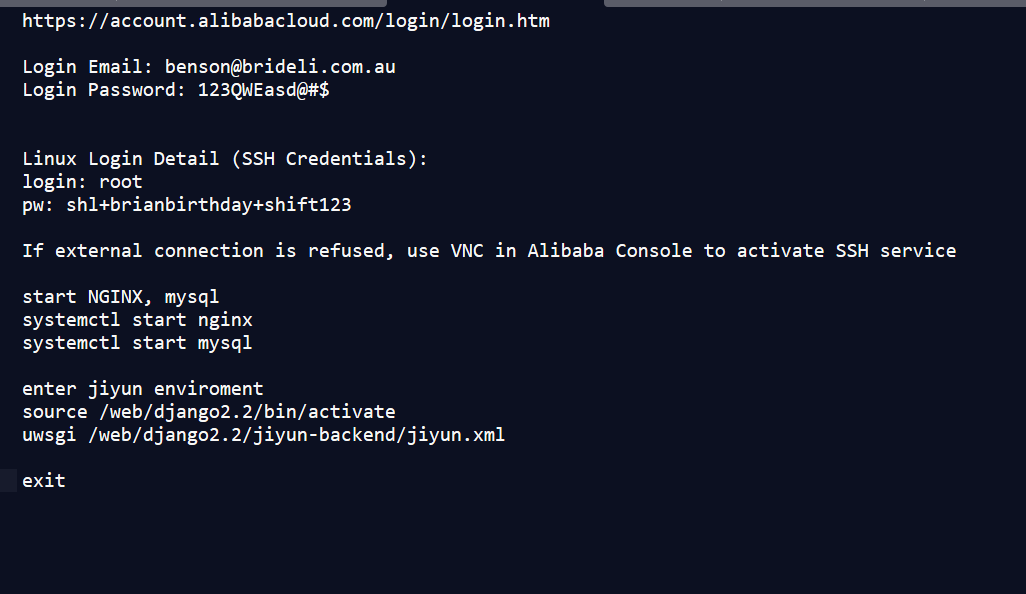 https://account.alibabacloud.com/login/login.htm
Login Email: benson@brideli.com.au
Login Password: 123QWEasd@#$
Linux Login Detail (SSH Credentials):
login: root
pw: shl+brianbirthday+shift123
If external connection is refused, use VNC in Alibaba Console to activate SSH service
start NGINX, mysql
systemctl start nginx
systemctl start mysql
enter jiyun enviroment
source /web/django2.2/bin/activate
uwsgi /web/django2.2/jiyun-backend/jiyun.xml
exit